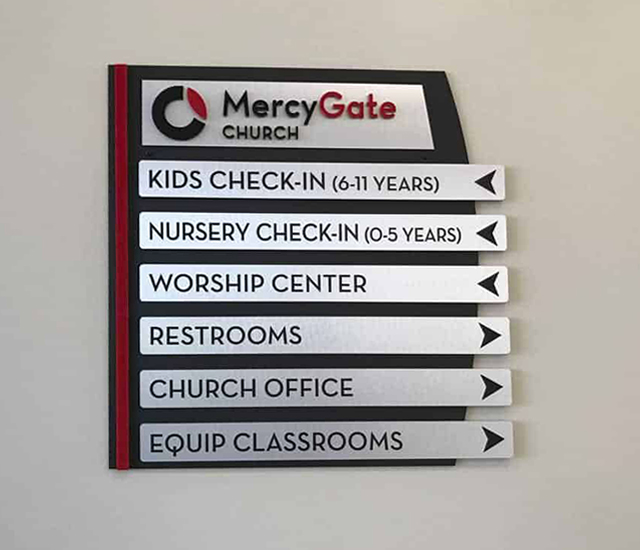 MercyGate
CHURCH
KIDS CHECK-IN (6-11 YEARS)
NURSERY CHECK-IN (0-5 YEARS)
WORSHIP CENTER
RESTROOMS
CHURCH OFFICE
EQUIP CLASSROOMS